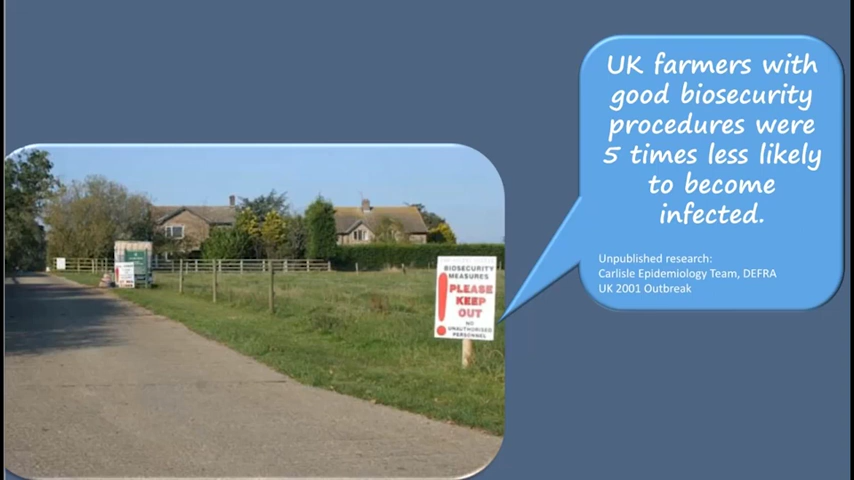 UK farmers with
good biosecurity
procedures were
5 times less likely
to become
infected.
Unpublished research:
Carlisle Epidemiology Team, DEFRA
UK 2001 Outbreak
BIOSECURITY
MEASURES
! PLEASE
KEEP
OUT
NO
UNAUTHORISED
PERSONNEL